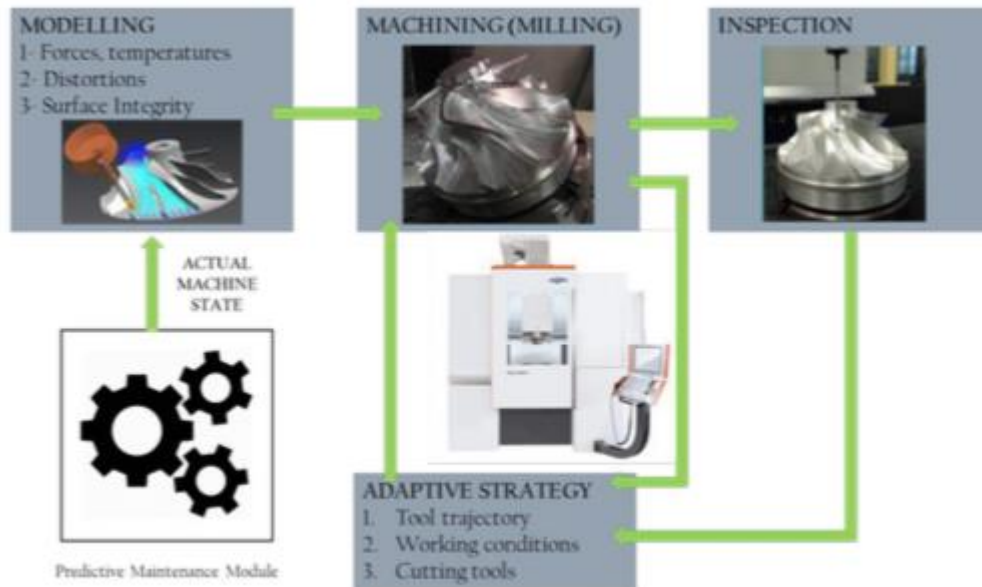 MODELLING
1- Forces, temperatures
2- Distortions
3- Surface Integrity
MACHINING (MILLING)
INSPECTION
ACTUAL
MACHINE
STATE
Predictive Maintenance Module
ADAPTIVE STRATEGY
1. Tool trajectory
2. Working conditions
3. Cutting tools